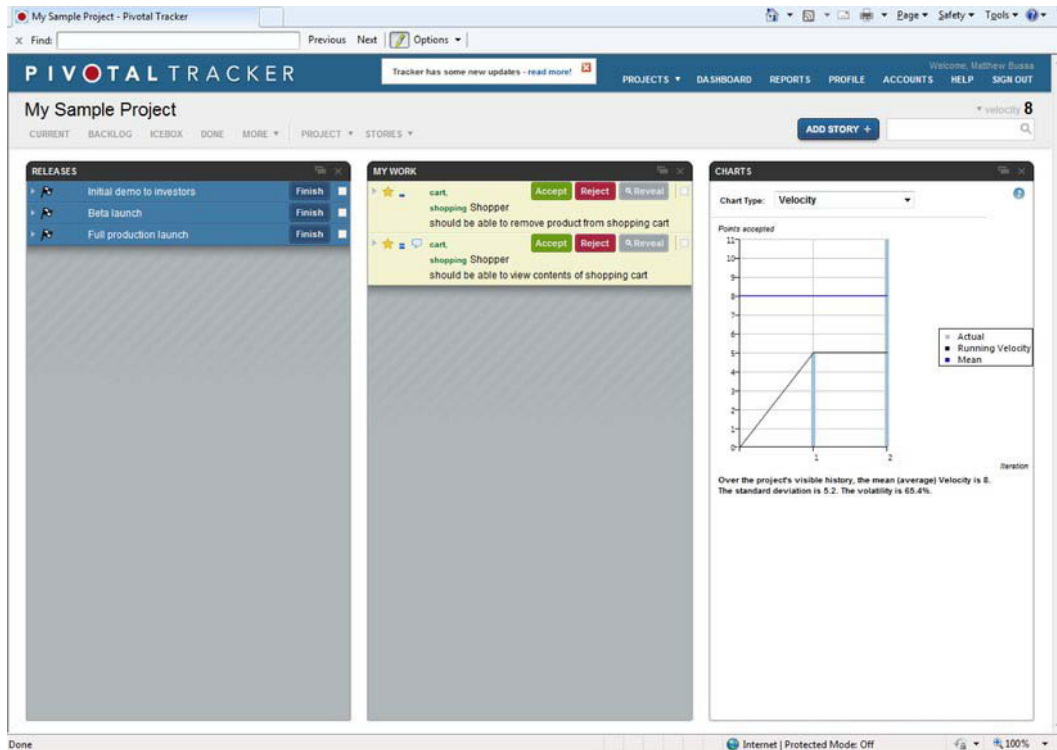 My Sample Project - Pivotal Tracker
Page Safety Tools
x Find: Previous Next Options
PIVOTAL TRACKER
Tracker has some new updates - read more!
Welcome, Matthew Bussa
PROJECTS DASHBOARD REPORTS PROFILE ACCOUNTS HELP SIGN OUT
My Sample Project
velocity 8
CURRENT BACKLOG ICEBOX DONE MORE PROJECT STORIES
ADD STORY +
RELEASES
Initial demo to investors Finish
Beta launch Finish
Full production launch Finish
MY WORK
cart, Accept Reject Reveal
shopping Shopper
should be able to remove product from shopping cart
cart, Accept Reject Reveal
shopping Shopper
should be able to view contents of shopping cart
CHARTS
Chart Type: Velocity
?
Points accepted
11
10
9
8
7
6
5
4
3
2
1
0
1 2
Iteration
Actual
Running Velocity
Mean
Over the project's visible history, the mean (average) Velocity is 8.
The standard deviation is 5.2. The volatility is 65.4%.
Done Internet | Protected Mode: Off 100%